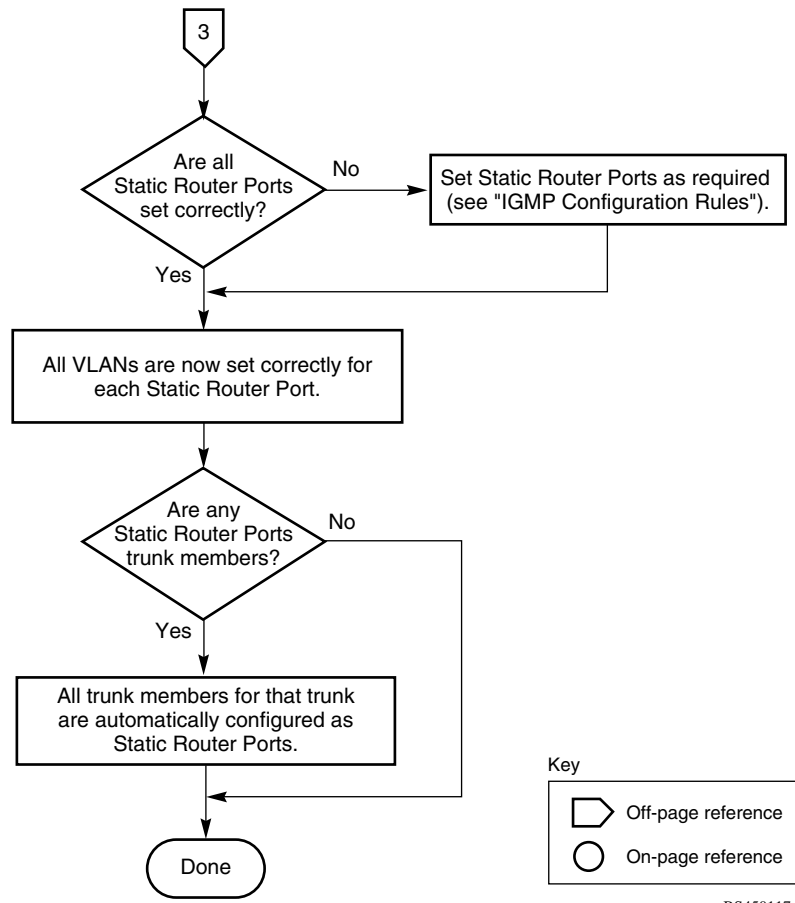 3
Are all
Static Router Ports
set correctly?
No
Set Static Router Ports as required
(see "IGMP Configuration Rules").
Yes
All VLANs are now set correctly for
each Static Router Port.
Are any
Static Router Ports
trunk members?
No
Yes
All trunk members for that trunk
are automatically configured as
Static Router Ports.
Done
Key
Off-page reference
On-page reference